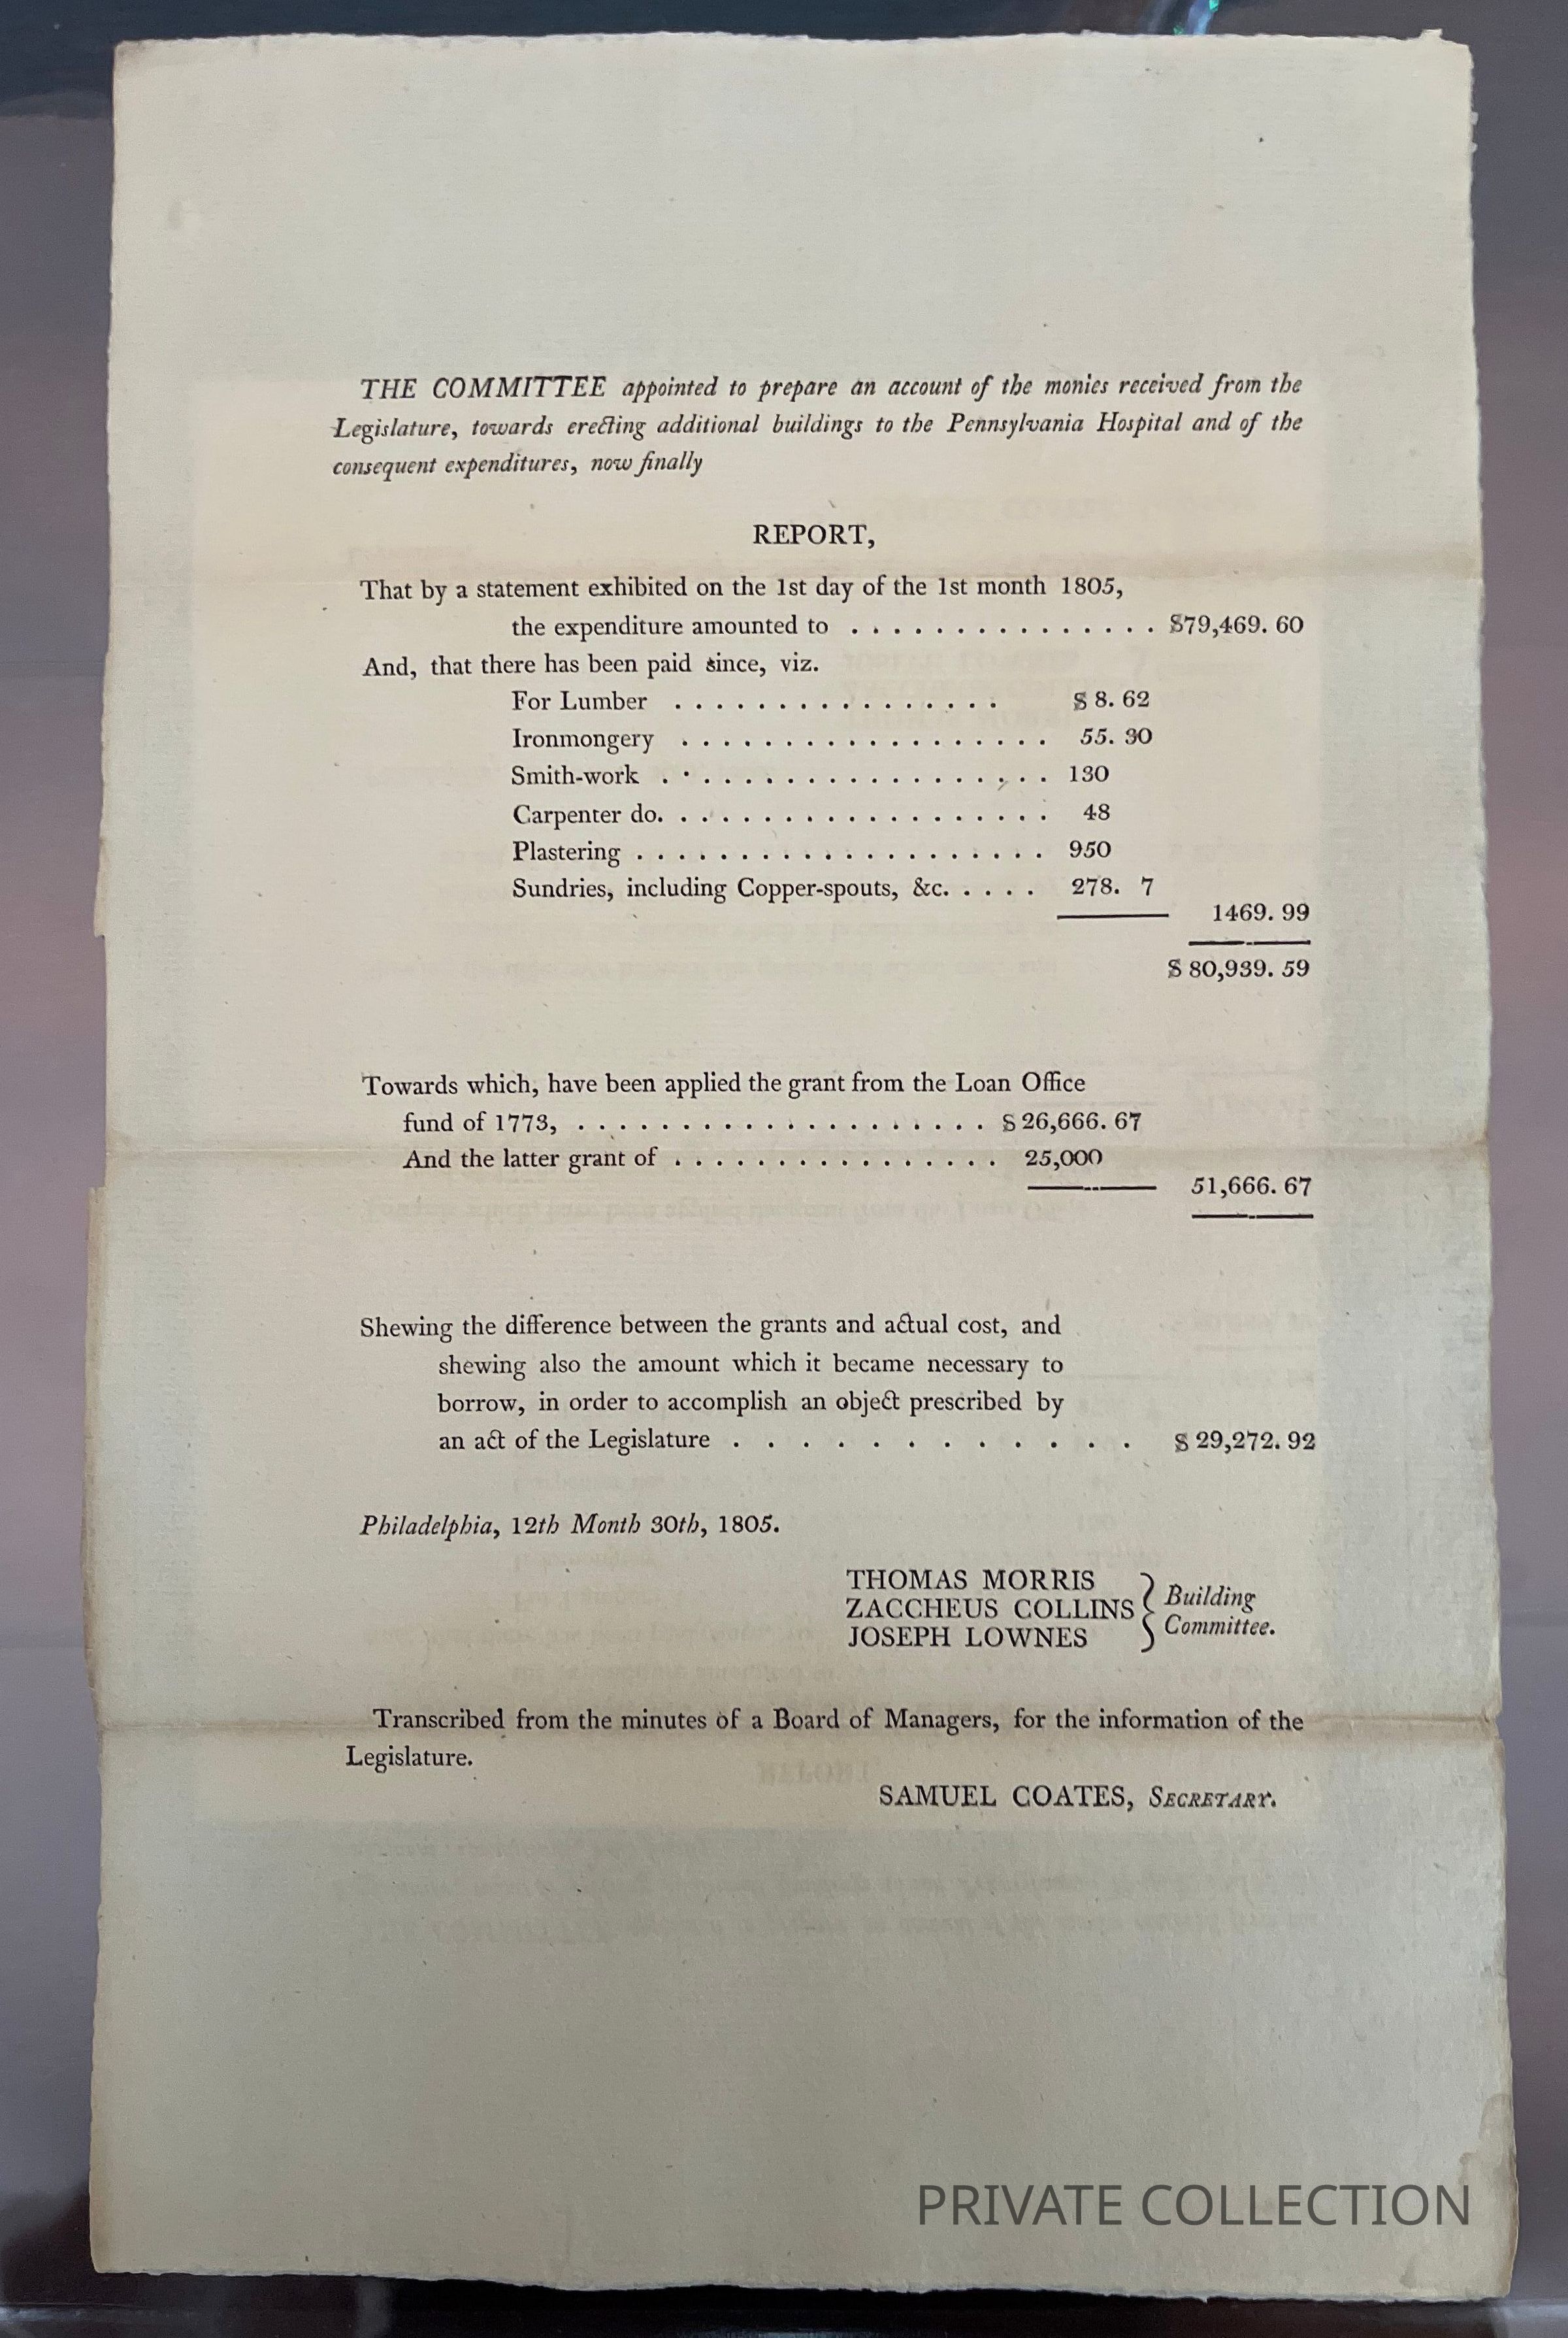 THE COMMITTEE appointed to prepare an account of the monies received from the
Legislature, towards erecting additional buildings to the Pennsylvania Hospital and of the
consequent expenditures, now finally
REPORT,
That by a statement exhibited on the 1st day of the 1st month 1805,
the expenditure amounted to . . . . . . . . . . . . . . . $79,469. 60
And, that there has been paid since, viz.
For Lumber . . . . . . . . . . . . . . . . $ 8. 62
Ironmongery . . . . . . . . . . . . . . . . . . 55. 30
Smith-work . . . . . . . . . . . . . . . . . . . 130
Carpenter do. . . . . . . . . . . . . . . . . . . 48
Plastering . . . . . . . . . . . . . . . . . . . . 950
Sundries, including Copper-spouts, &c. . . . . 278. 7
1469. 99
$ 80,939. 59
Towards which, have been applied the grant from the Loan Office
fund of 1773, . . . . . . . . . . . . . . . . . . . . $ 26,666. 67
And the latter grant of . . . . . . . . . . . . . . . . 25,000
51,666. 67
Shewing the difference between the grants and actual cost, and
shewing also the amount which it became necessary to
borrow, in order to accomplish an object prescribed by
an act of the Legislature . . . . . . . . . . . . $ 29,272. 92
Philadelphia, 12th Month 30th, 1805.
THOMAS MORRIS
ZACCHEUS COLLINS
JOSEPH LOWNES
Building
Committee.
Transcribed from the minutes of a Board of Managers, for the information of the
Legislature.
SAMUEL COATES, SECRETARY.
PRIVATE COLLECTION